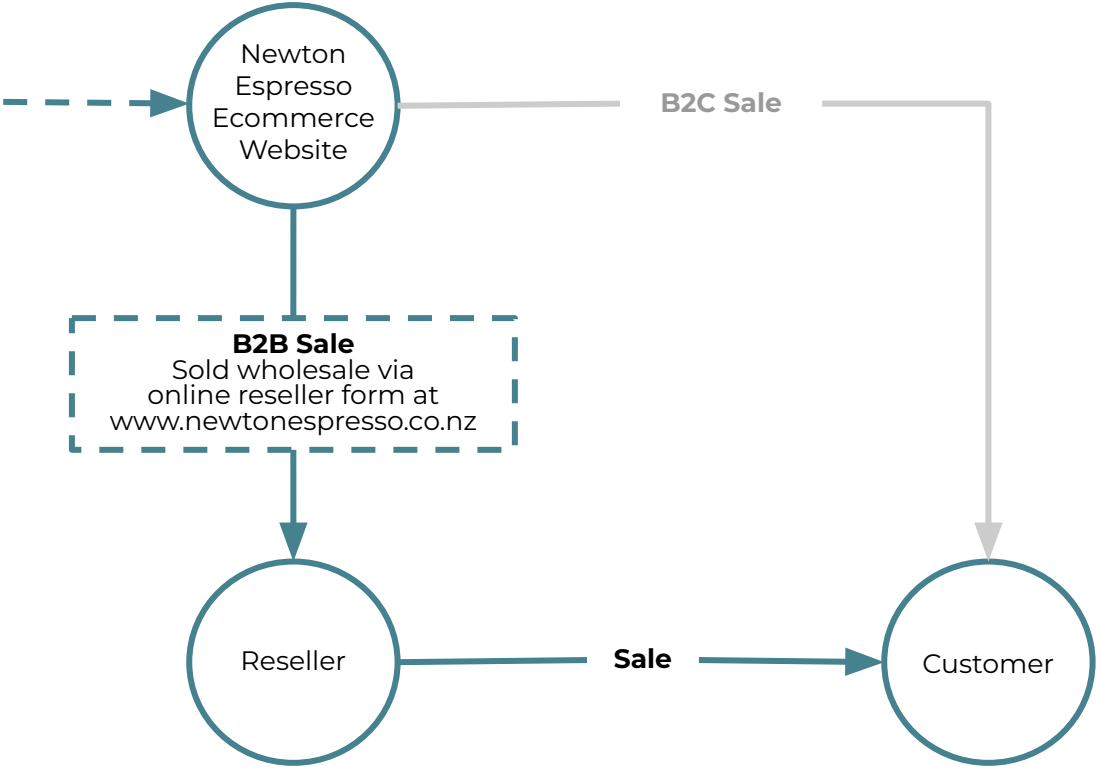 Newton
Espresso
Ecommerce
Website
B2C Sale
B2B Sale
Sold wholesale via
online reseller form at
www.newtonespresso.co.nz
Reseller
Sale
Customer